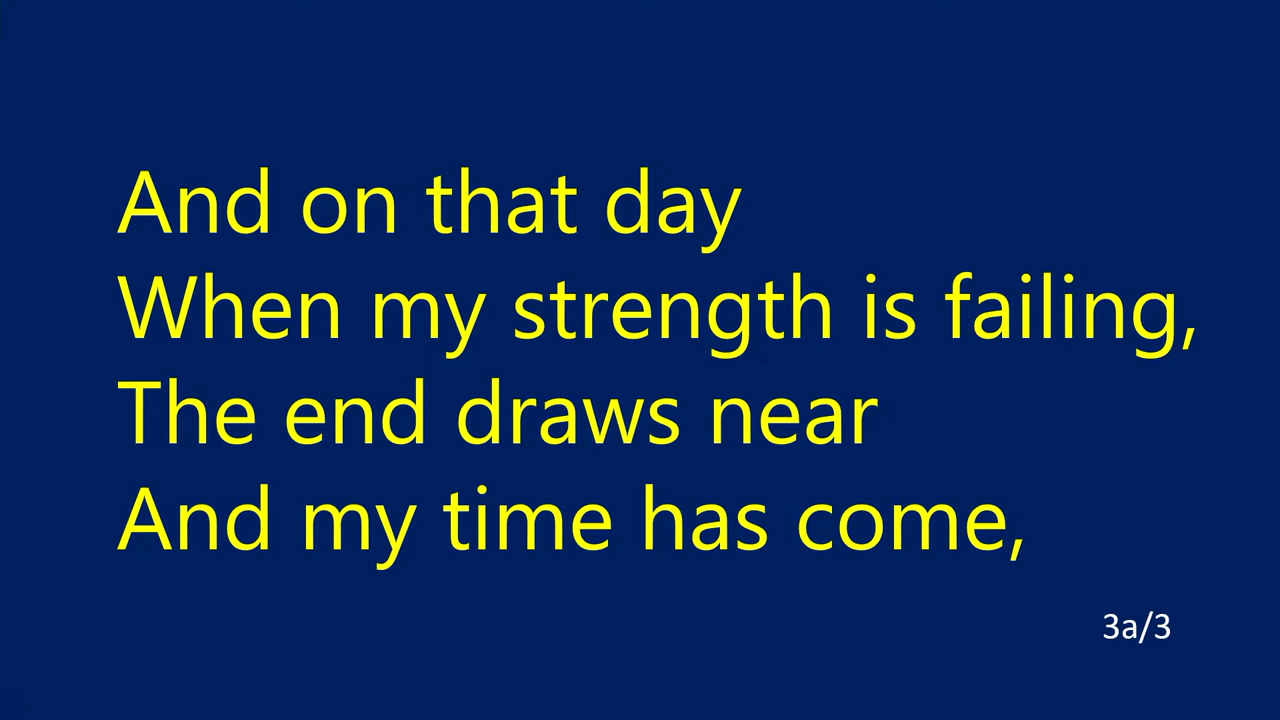 And on that day
When my strength is failing,
The end draws near
And my time has come,
3a/3